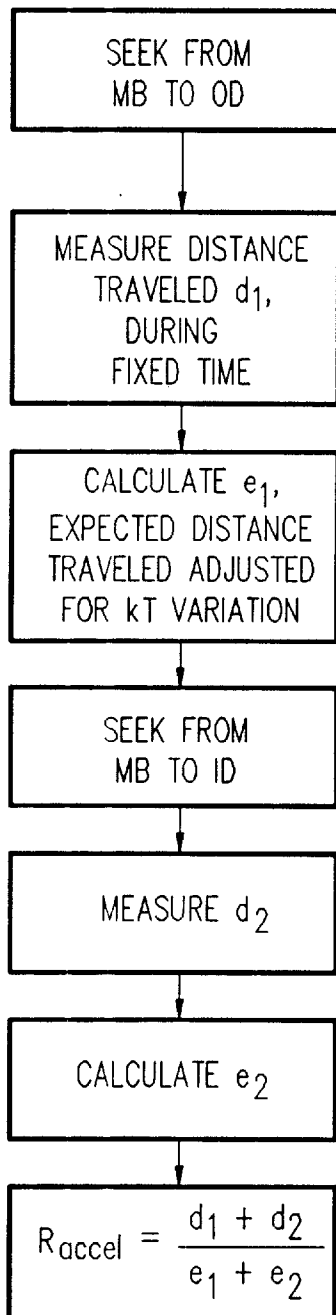 SEEK FROM
MB TO OD
MEASURE DISTANCE
TRAVELED d1,
DURING
FIXED TIME
CALCULATE e1,
EXPECTED DISTANCE
TRAVELED ADJUSTED
FOR kT VARIATION
SEEK FROM
MB TO ID
MEASURE d2
CALCULATE e2
Raccel = d1 + d2 / e1 + e2